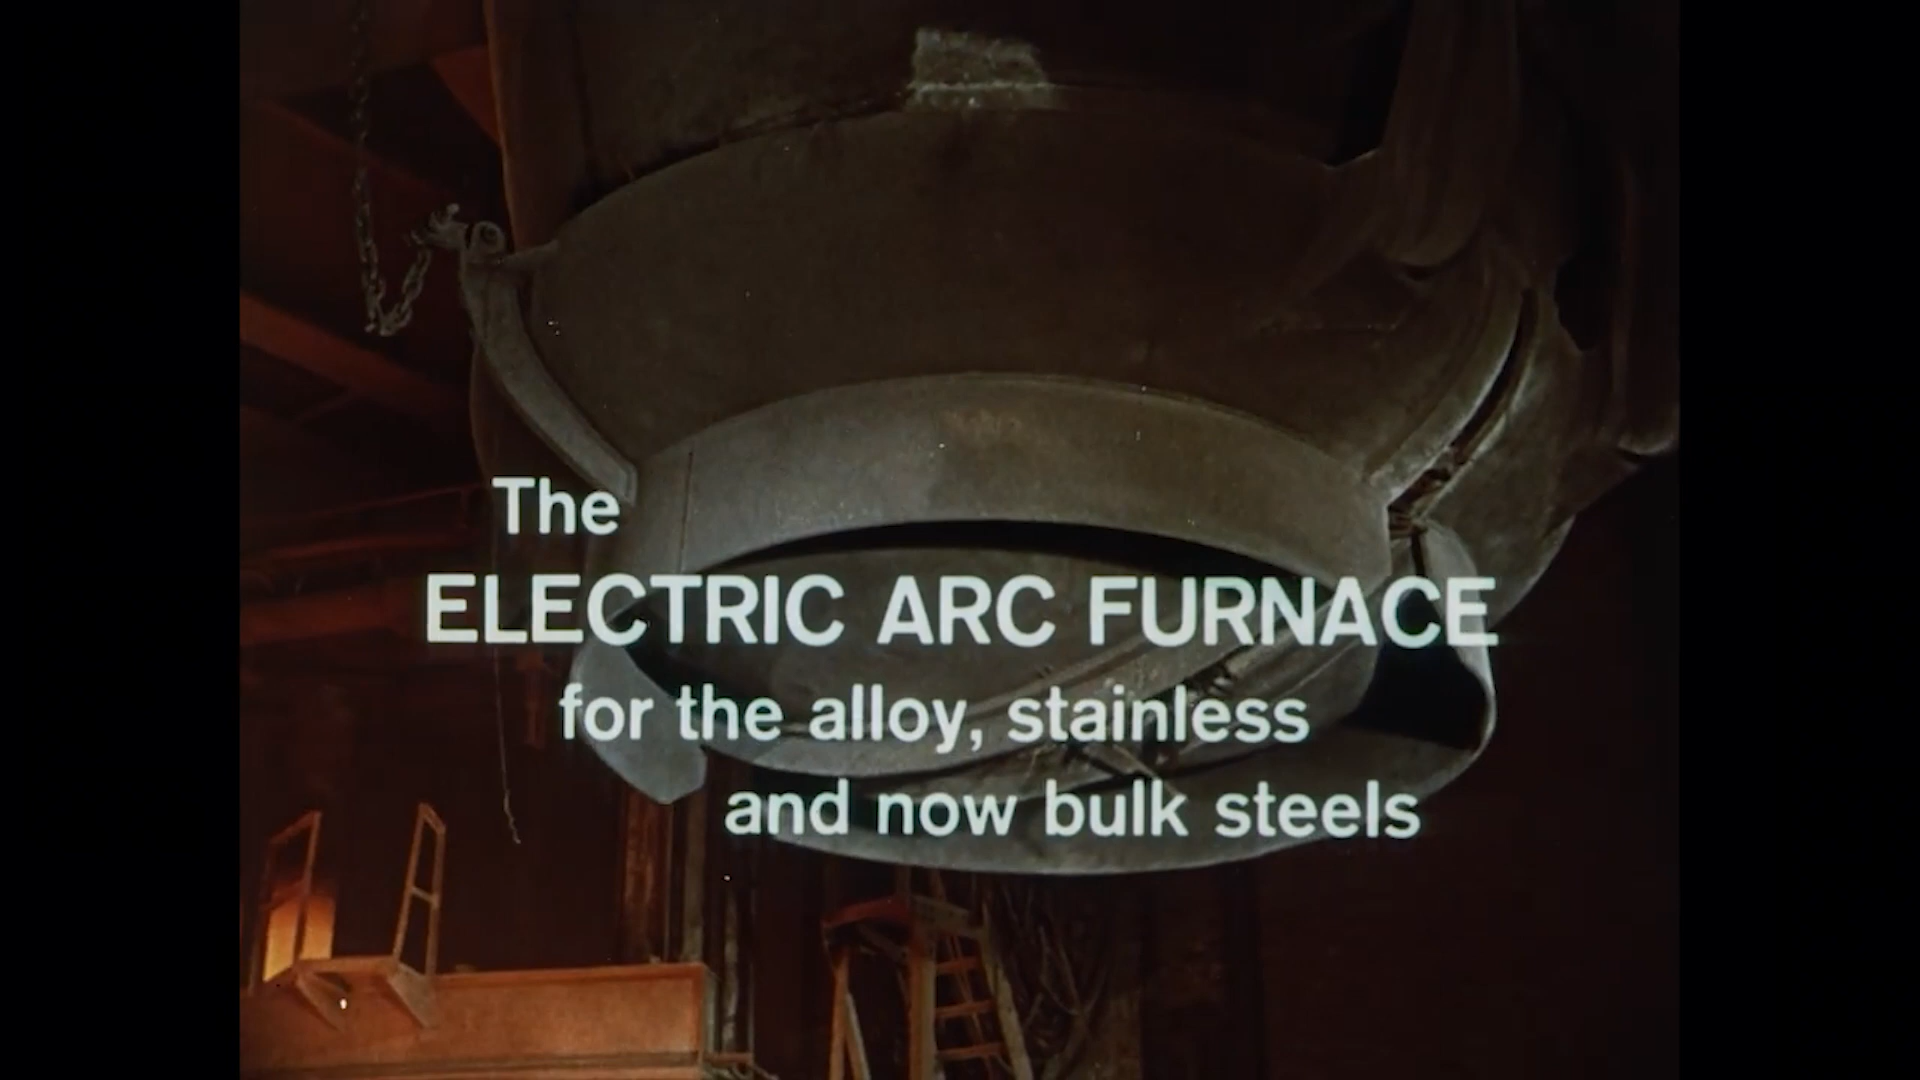 The
ELECTRIC ARC FURNACE
for the alloy, stainless
and now bulk steels